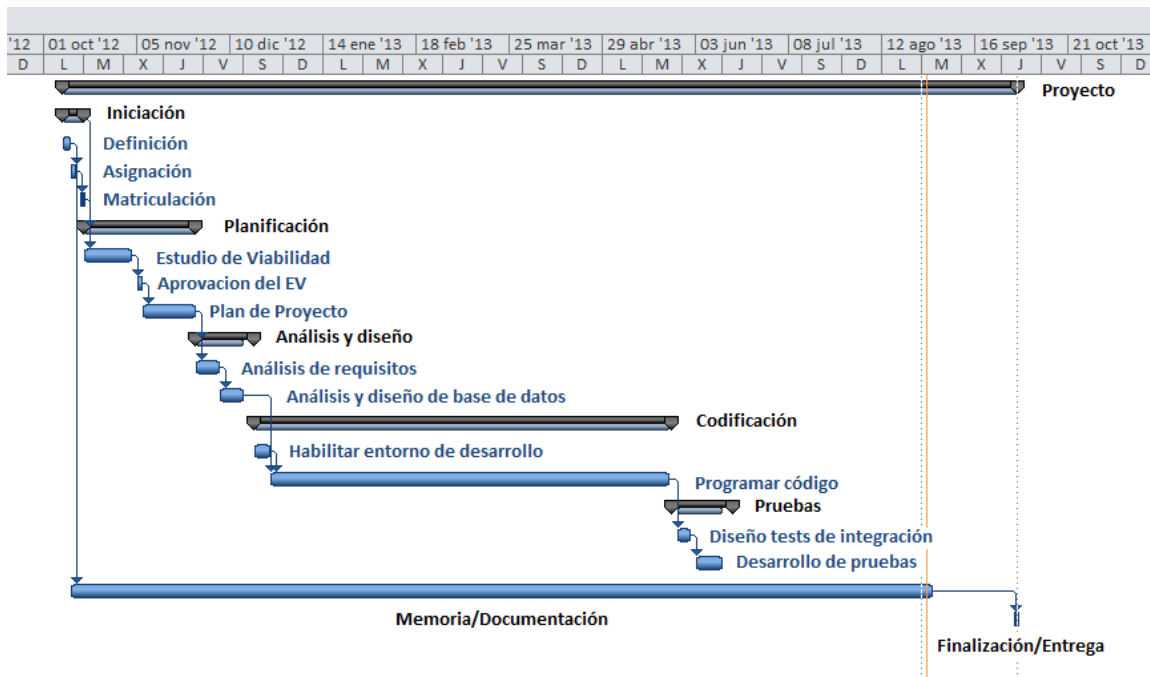 '12 01 oct '12 05 nov '12 10 dic '12 14 ene '13 18 feb '13 25 mar '13 29 abr '13 03 jun '13 08 jul '13 12 ago '13 16 sep '13 21 oct '13
D L M X J V S D L M X J V S D L M X J V S D L M X J V S D
Proyecto
Iniciación
Definición
Asignación
Matriculación
Planificación
Estudio de Viabilidad
Aprovacion del EV
Plan de Proyecto
Análisis y diseño
Análisis de requisitos
Análisis y diseño de base de datos
Codificación
Habilitar entorno de desarrollo
Programar código
Pruebas
Diseño tests de integración
Desarrollo de pruebas
Memoria/Documentación
Finalización/Entrega